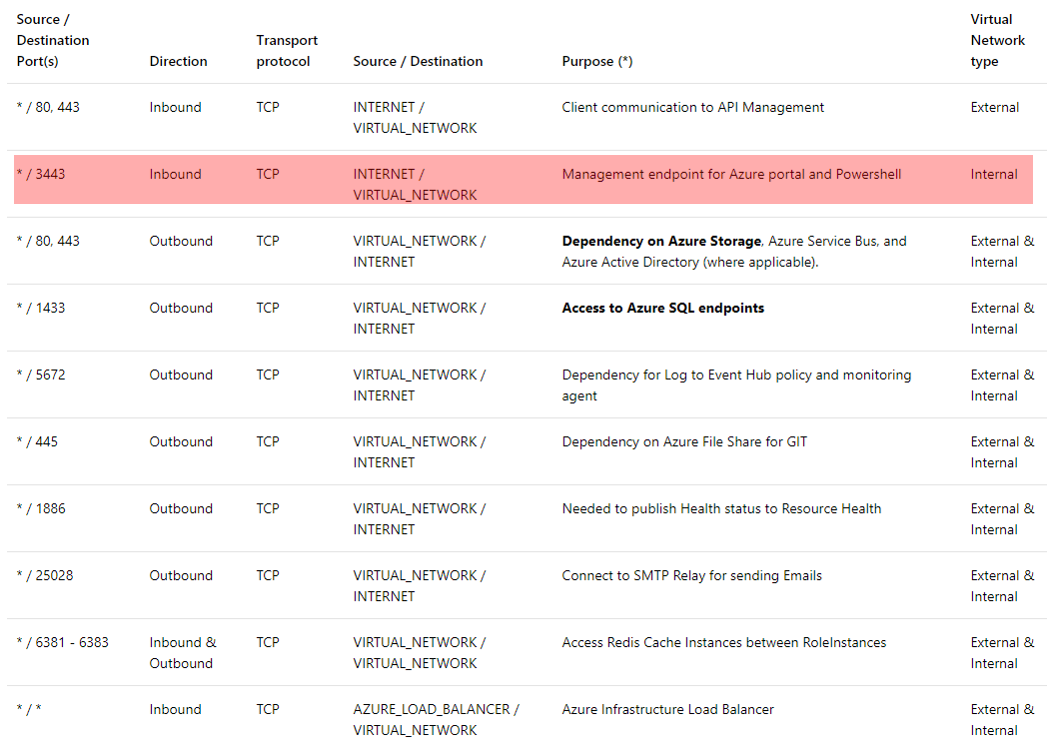 Source /
Destination Transport Virtual
Network
Port(s) Direction protocol Source / Destination Purpose (*) type
* / 80, 443 Inbound TCP INTERNET / Client communication to API Management External
VIRTUAL_NETWORK
* / 3443 Inbound TCP INTERNET / Management endpoint for Azure portal and Powershell Internal
VIRTUAL_NETWORK
* / 80, 443 Outbound TCP VIRTUAL_NETWORK / Dependency on Azure Storage, Azure Service Bus, and External &
INTERNET Azure Active Directory (where applicable). Internal
* / 1433 Outbound TCP VIRTUAL_NETWORK / Access to Azure SQL endpoints External &
INTERNET Internal
* / 5672 Outbound TCP VIRTUAL_NETWORK / Dependency for Log to Event Hub policy and monitoring External &
INTERNET agent Internal
* / 445 Outbound TCP VIRTUAL_NETWORK / Dependency on Azure File Share for GIT External &
INTERNET Internal
* / 1886 Outbound TCP VIRTUAL_NETWORK / Needed to publish Health status to Resource Health External &
INTERNET Internal
* / 25028 Outbound TCP VIRTUAL_NETWORK / Connect to SMTP Relay for sending Emails External &
INTERNET Internal
* / 6381 - 6383 Inbound & TCP VIRTUAL_NETWORK / Access Redis Cache Instances between RoleInstances External &
Outbound VIRTUAL_NETWORK Internal
* / * Inbound TCP AZURE_LOAD_BALANCER / Azure Infrastructure Load Balancer External &
VIRTUAL_NETWORK Internal